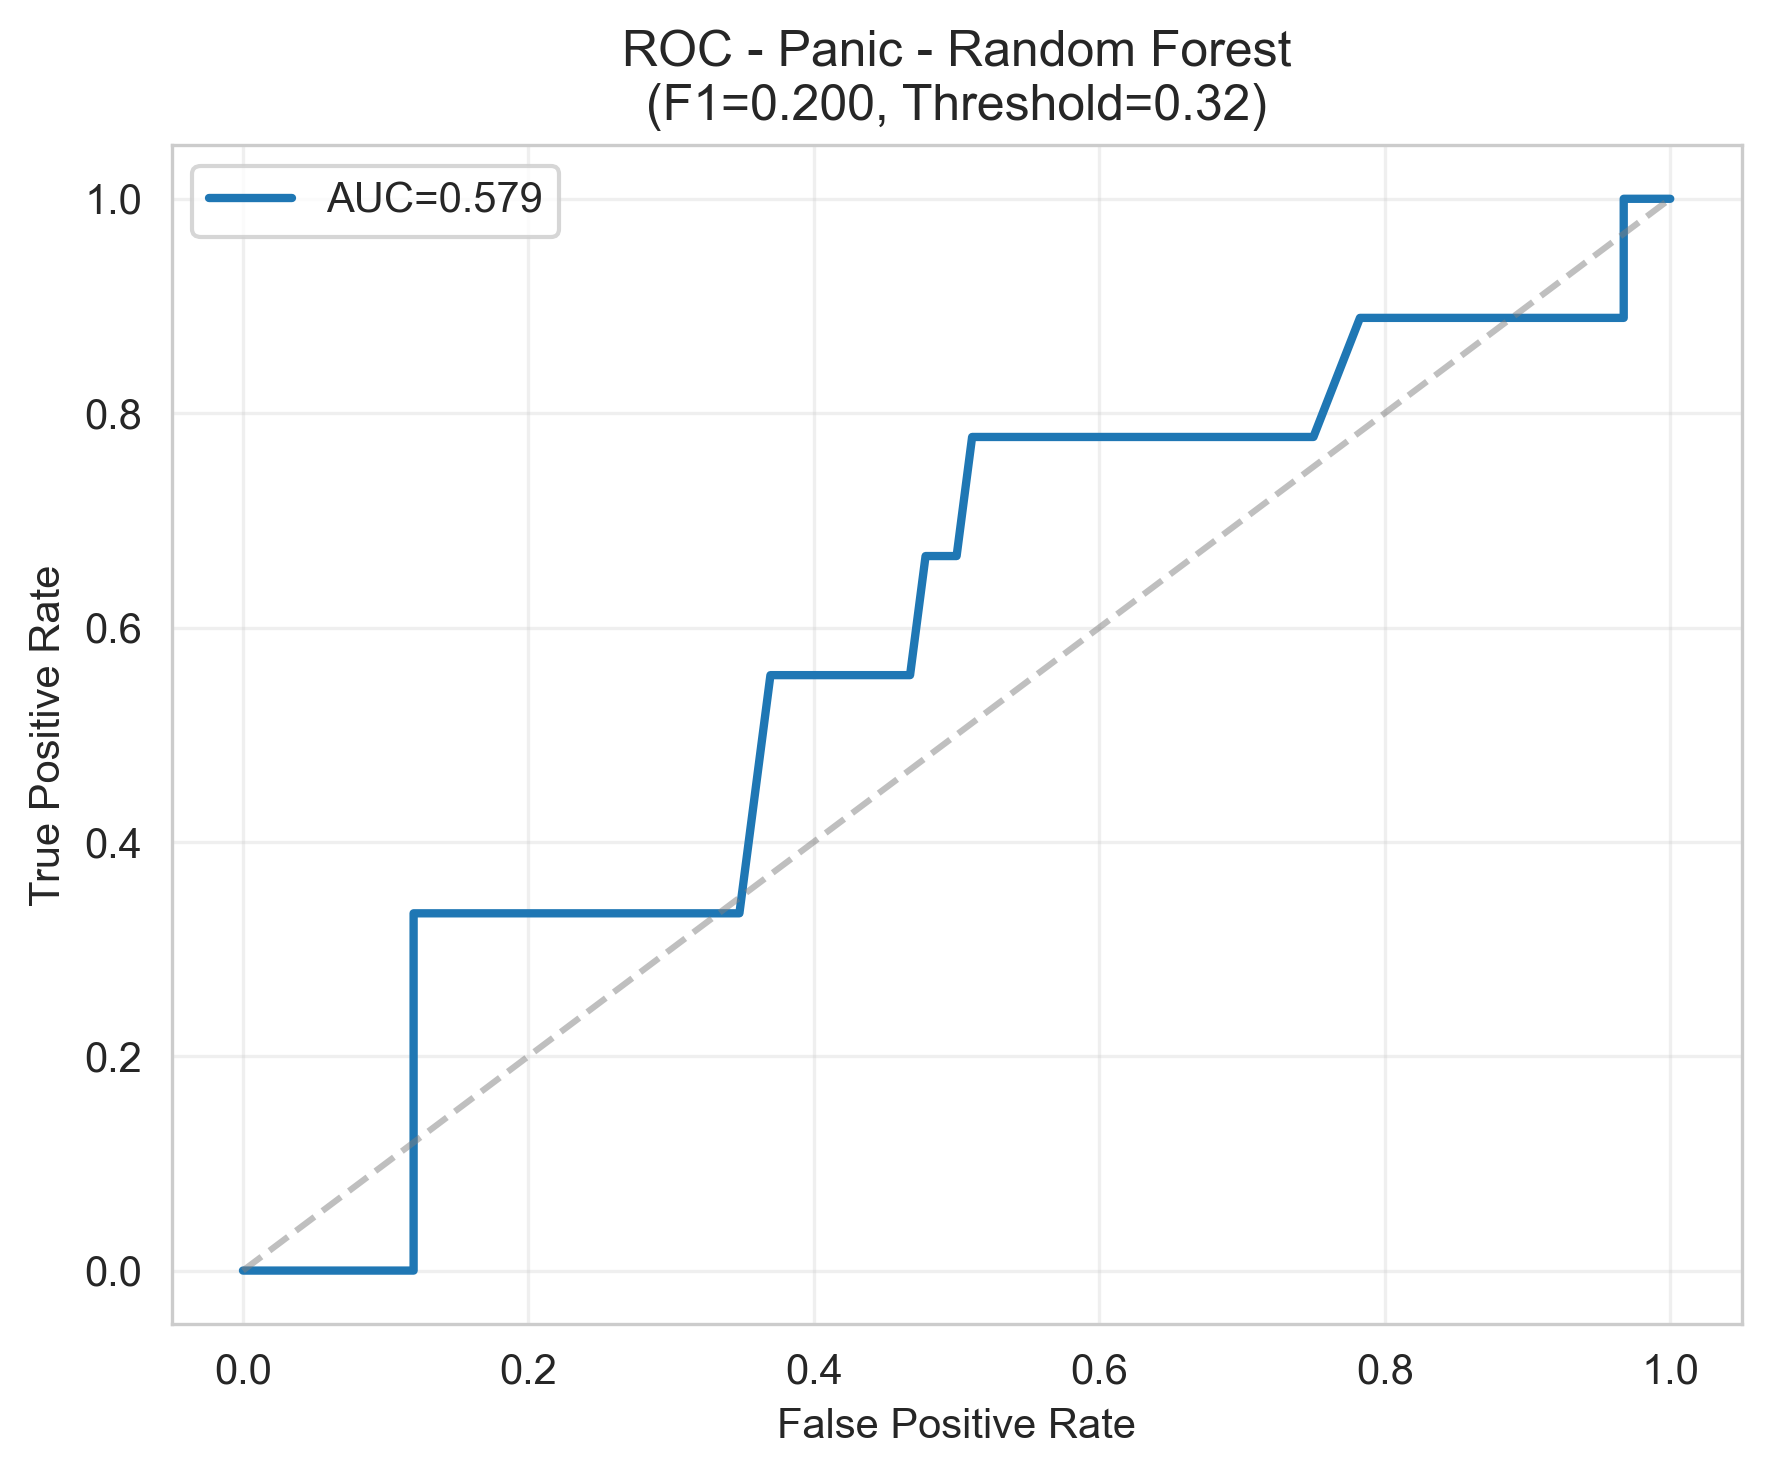 ROC - Panic - Random Forest
(F1=0.200, Threshold=0.32)
AUC=0.579
1.0
0.8
0.6
0.4
0.2
0.0
True Positive Rate
0.0 0.2 0.4 0.6 0.8 1.0
False Positive Rate